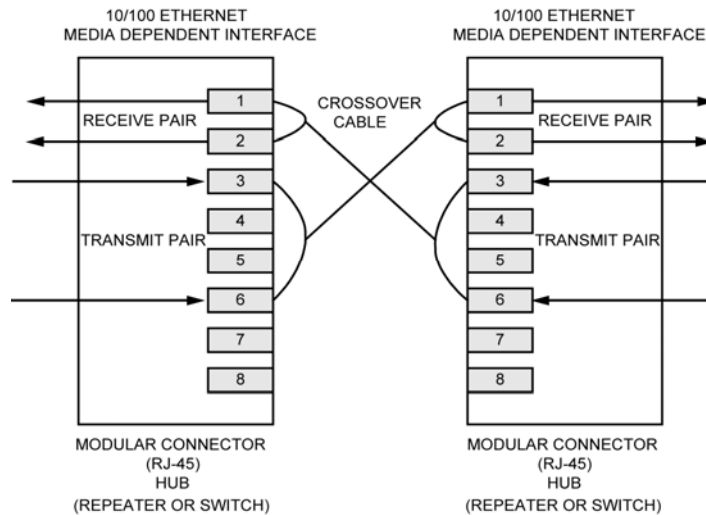 10/100 ETHERNET
MEDIA DEPENDENT INTERFACE
1
RECEIVE PAIR
2
3
4
TRANSMIT PAIR
5
6
7
8
MODULAR CONNECTOR
(RJ-45)
HUB
(REPEATER OR SWITCH)
CROSSOVER
CABLE
10/100 ETHERNET
MEDIA DEPENDENT INTERFACE
1
RECEIVE PAIR
2
3
4
TRANSMIT PAIR
5
6
7
8
MODULAR CONNECTOR
(RJ-45)
HUB
(REPEATER OR SWITCH)